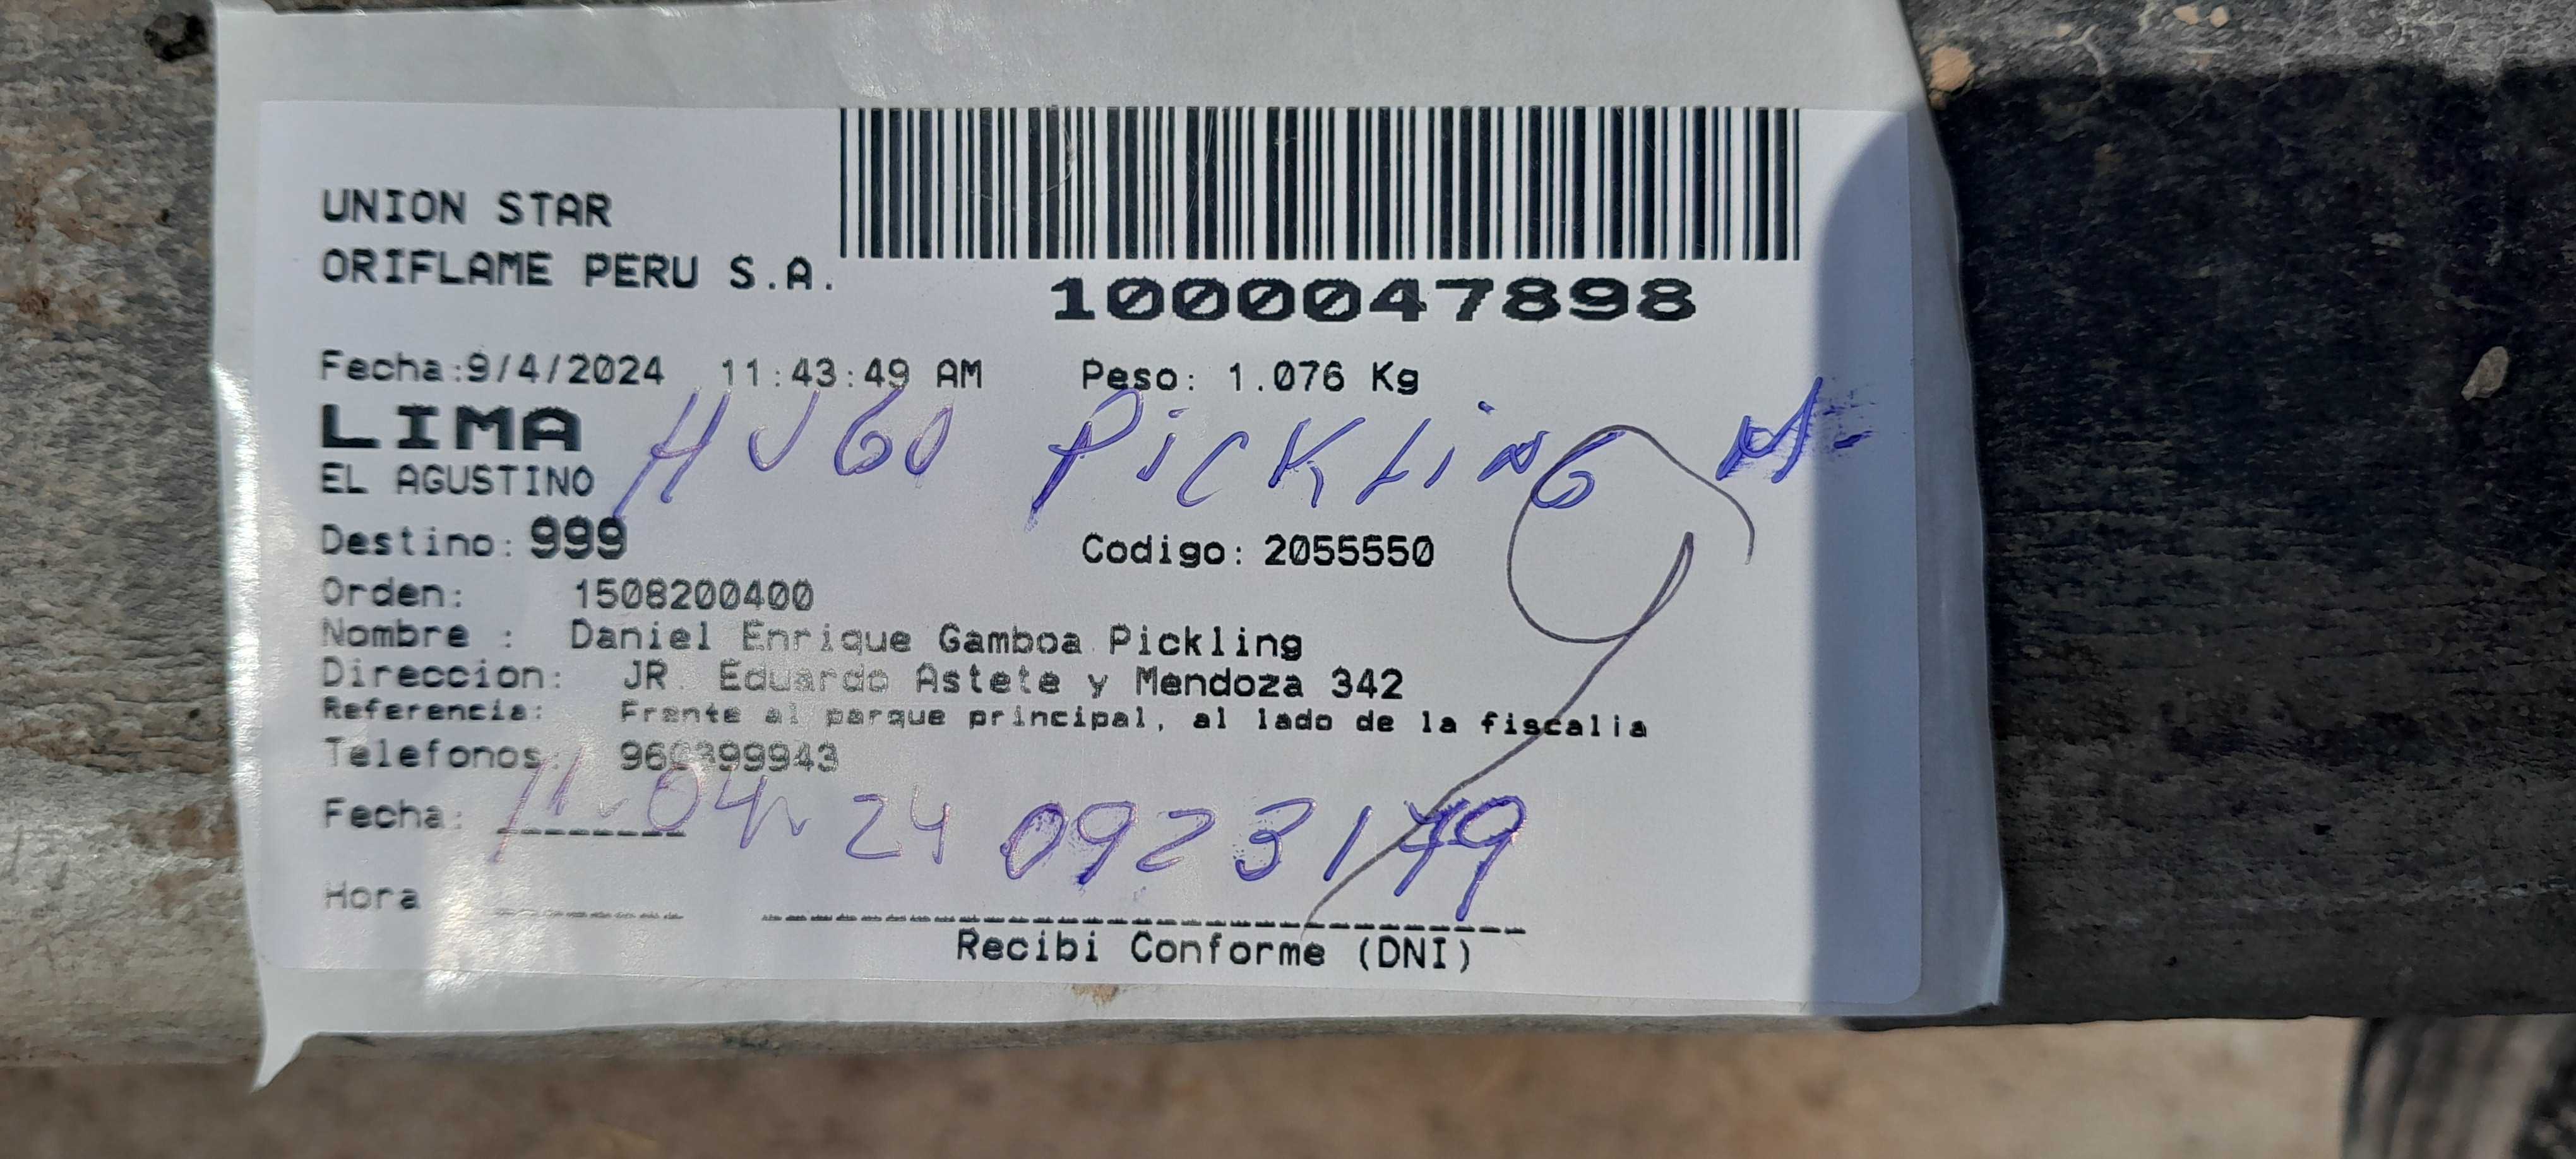 UNION STAR
ORIFLAME PERU S.A.
1000047898
Fecha:9/4/2024 11:43:49 AM Peso: 1.076 Kg
LIMA
HUGO PICKLING M.
EL AGUSTINO
Destino: 999 Codigo: 2055550
Orden: 1508200400
Nombre : Daniel Enrique Gamboa Pickling
Direccion: JR. Eduardo Astete y Mendoza 342
Referencia: Frente al parque principal, al lado de la fiscalia
Telefonos:
Fecha: 11-04-24
Hora
Recibi Conforme (DNI)